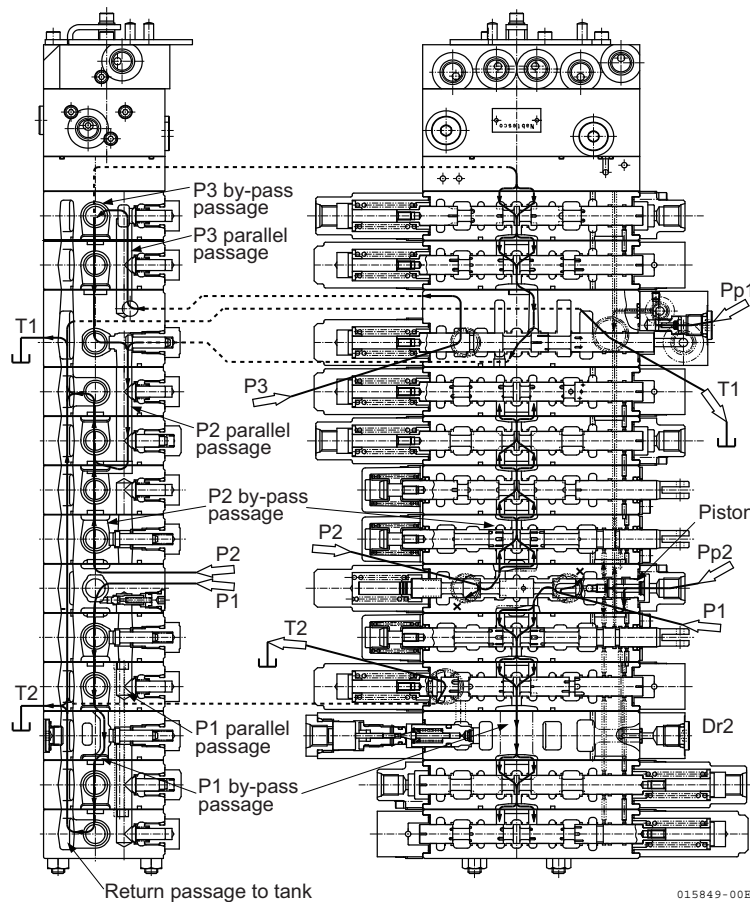 Nabtesco
P3 by-pass
passage
P3 parallel
passage
Pp1
T1
P3
T1
P2 parallel
passage
P2 by-pass
passage
Piston
P2
P2
Pp2
P1
P1
T2
T2
P1 parallel
passage
Dr2
P1 by-pass
passage
Return passage to tank
015849-00E